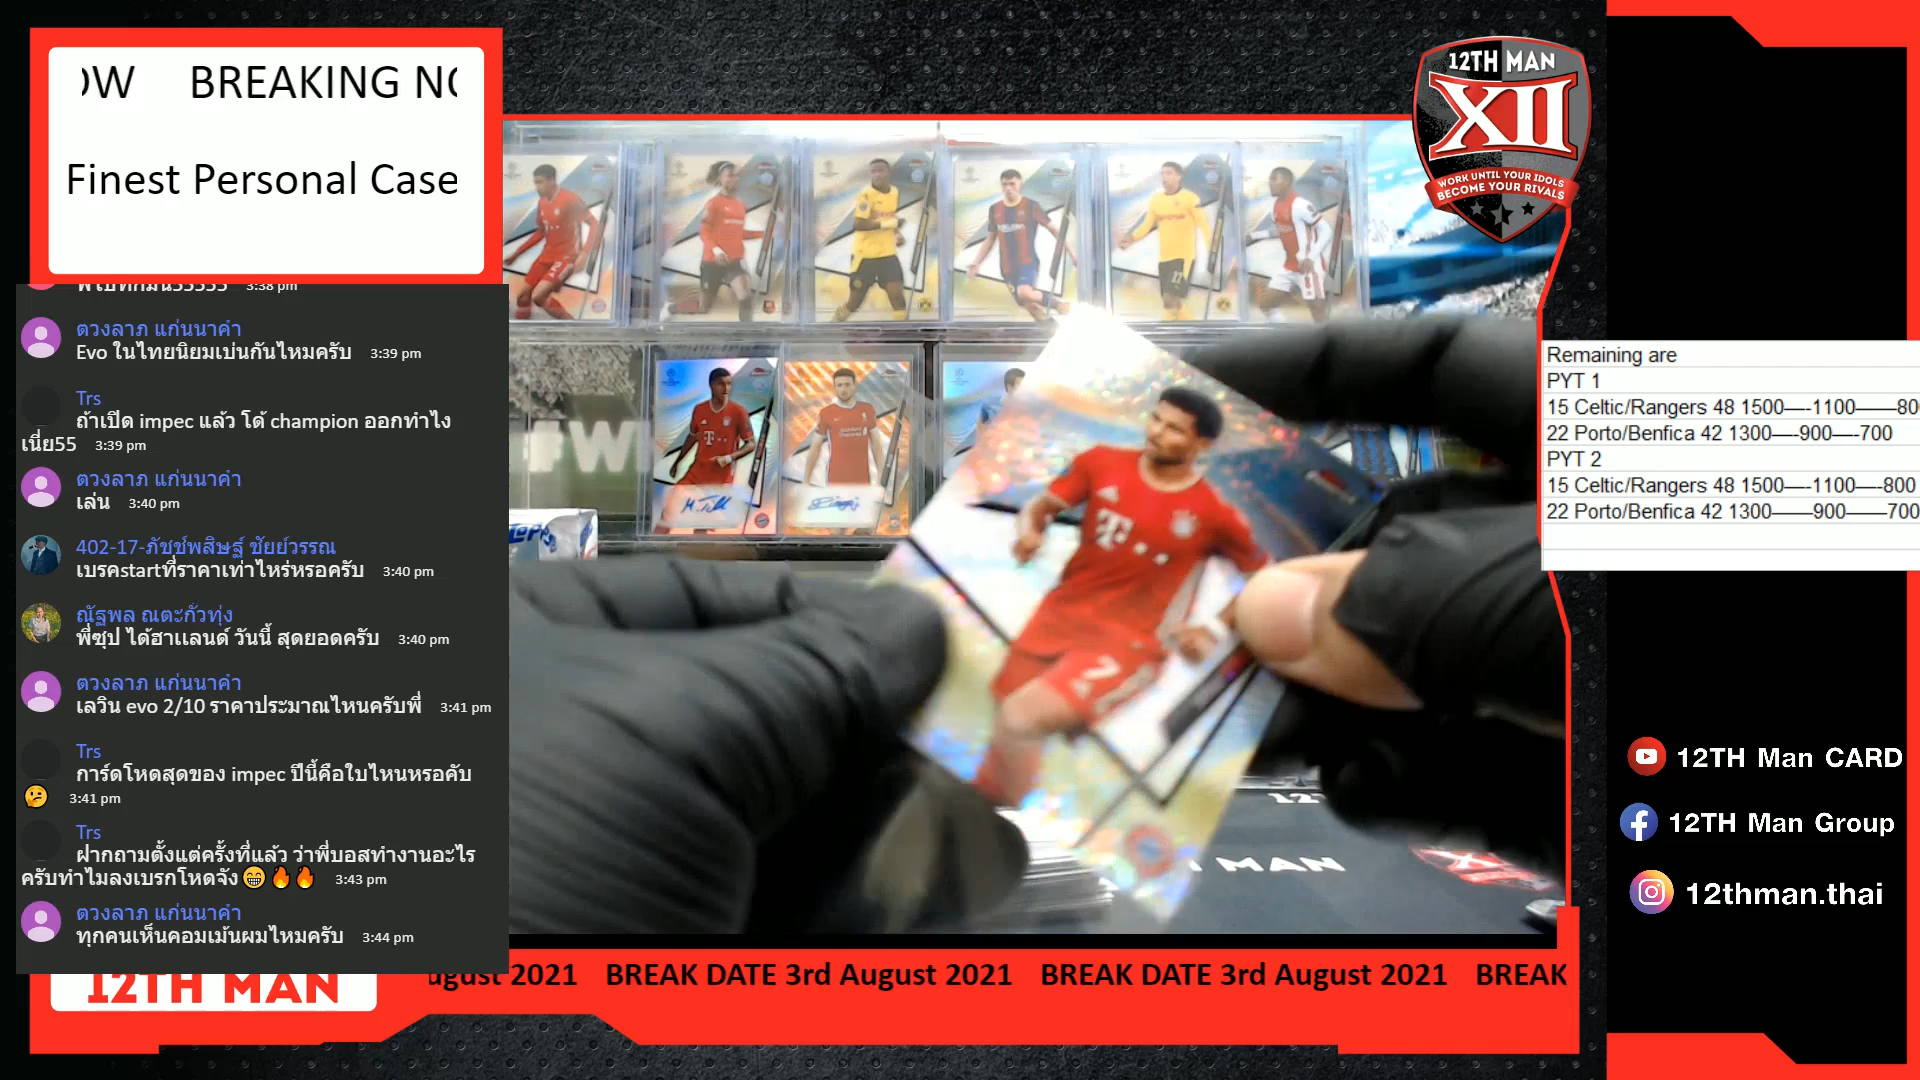 OW BREAKING NO
Finest Personal Case
3:38 pm
ตวงลาภ แก่นนาคำ
Evo ในไทยนิยมเบ่นกันไหมครับ 3:39 pm
Trs
ถ้าเปิด impec แล้ว โด้ champion ออกทำไง
เนี่ย55 3:39 pm
ตวงลาภ แก่นนาคำ
เล่น 3:40 pm
402-17-ภัชช์พสิษฐ์ ชัยย์วรรณ
เบรคstartที่ราคาเท่าไหร่หรอครับ 3:40 pm
ณัฐพล ณตะกั่วทุ่ง
พี่ซุป ได้ฮาแเลนด์ วันนี้ สุดยอดครับ 3:40 pm
ตวงลาภ แก่นนาคำ
เลวิน evo 2/10 ราคาประมาณไหนครับพี่ 3:41 pm
Trs
การ์ดโหดสุดของ impec ปีนี้คือใบไหนหรอคับ
🤔 3:41 pm
Trs
ฝากถามตั้งแต่ครั้งที่แล้ว ว่าพี่บอสทำงานอะไร
ครับทำไมลงเบรกโหดจัง😁🔥🔥 3:43 pm
ตวงลาภ แก่นนาคำ
ทุกคนเห็นคอมเม้นผมไหมครับ 3:44 pm
12TH MAN
ugust 2021 BREAK DATE 3rd August 2021 BREAK DATE 3rd August 2021 BREAK
12TH MAN
XII
WORK UNTIL YOUR IDOLS
BECOME YOUR RIVALS
Remaining are
PYT 1
15 Celtic/Rangers 48 1500—-1100——80
22 Porto/Benfica 42 1300—-900—-700
PYT 2
15 Celtic/Rangers 48 1500—-1100—-800
22 Porto/Benfica 42 1300——900——700
12TH Man CARD
12TH Man Group
12thman.thai
#W
Topps
T
7
12
MAN